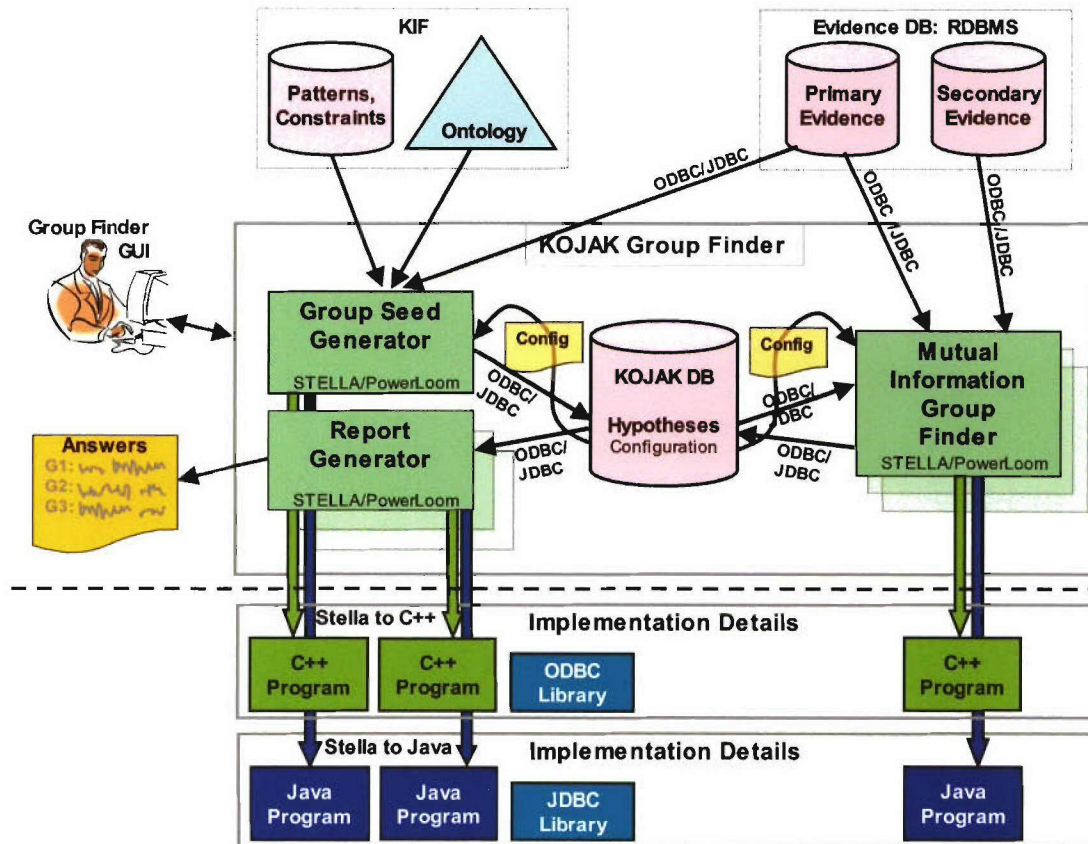 KIF
Patterns,
Constraints
Ontology
Evidence DB: RDBMS
Primary
Evidence
Secondary
Evidence
ODBC/JDBC
ODBC/JDBC
ODBC/JDBC
Group Finder
GUI
KOJAK Group Finder
Group Seed
Generator
STELLA/PowerLoom
Config
ODBC/
JDBC
KOJAK DB
Hypotheses
Configuration
Config
ODBC/
JDBC
Mutual
Information
Group
Finder
STELLA/PowerLoom
Report
Generator
STELLA/PowerLoom
ODBC/
JDBC
ODBC/
JDBC
Answers
G1:
G2:
G3:
Stella to C++
Implementation Details
C++
Program
C++
Program
ODBC
Library
C++
Program
Stella to Java
Implementation Details
Java
Program
Java
Program
JDBC
Library
Java
Program